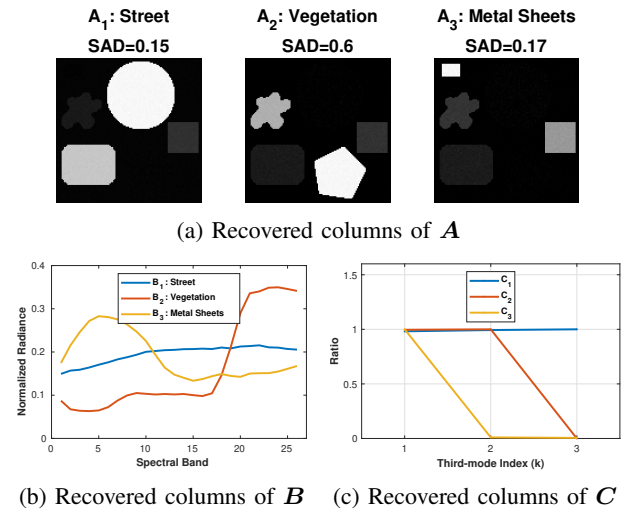 A1: Street
SAD=0.15
A2: Vegetation
SAD=0.6
A3: Metal Sheets
SAD=0.17
(a) Recovered columns of A
0.4
0.3
0.2
0.1
0
Normalized Radiance
B1: Street
B2: Vegetation
B3: Metal Sheets
0 5 10 15 20 25
Spectral Band
(b) Recovered columns of B
1.5
1
0.5
0
Ratio
C1
C2
C3
1 2 3
Third-mode Index (k)
(c) Recovered columns of C